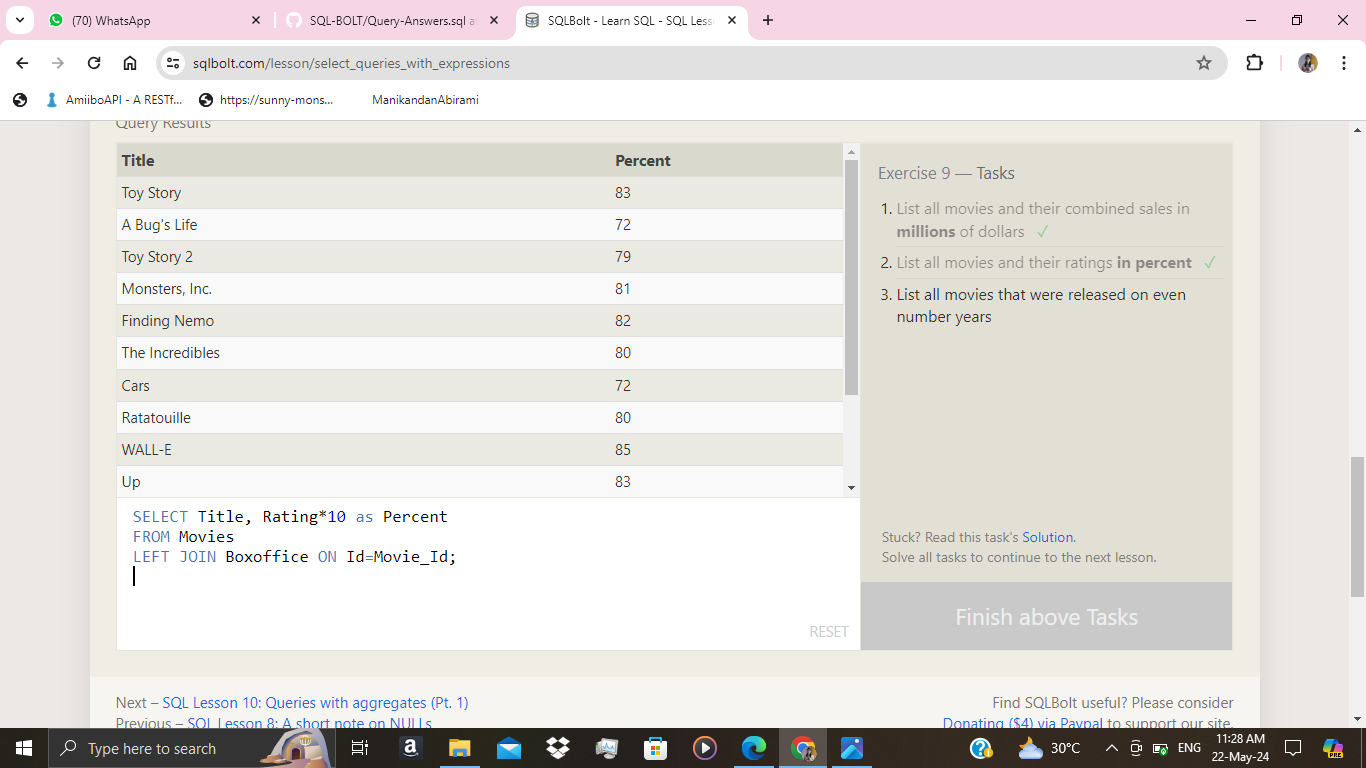 (70) WhatsApp
SQL-BOLT/Query-Answers.sql a
SQLBolt - Learn SQL - SQL Less
sqlbolt.com/lesson/select_queries_with_expressions
AmiiboAPI - A RESTf...
https://sunny-mons...
ManikandanAbirami
Query Results
Title Percent
Toy Story 83
A Bug's Life 72
Toy Story 2 79
Monsters, Inc. 81
Finding Nemo 82
The Incredibles 80
Cars 72
Ratatouille 80
WALL-E 85
Up 83
SELECT Title, Rating*10 as Percent
FROM Movies
LEFT JOIN Boxoffice ON Id=Movie_Id;
RESET
Exercise 9 — Tasks
1. List all movies and their combined sales in
millions of dollars ✓
2. List all movies and their ratings in percent ✓
3. List all movies that were released on even
number years
Stuck? Read this task's Solution.
Solve all tasks to continue to the next lesson.
Finish above Tasks
Next – SQL Lesson 10: Queries with aggregates (Pt. 1)
Previous – SQL Lesson 8: A short note on NULLs
Find SQLBolt useful? Please consider
Donating ($4) via Paypal to support our site.
Type here to search
30°C
ENG
11:28 AM
22-May-24
PRE